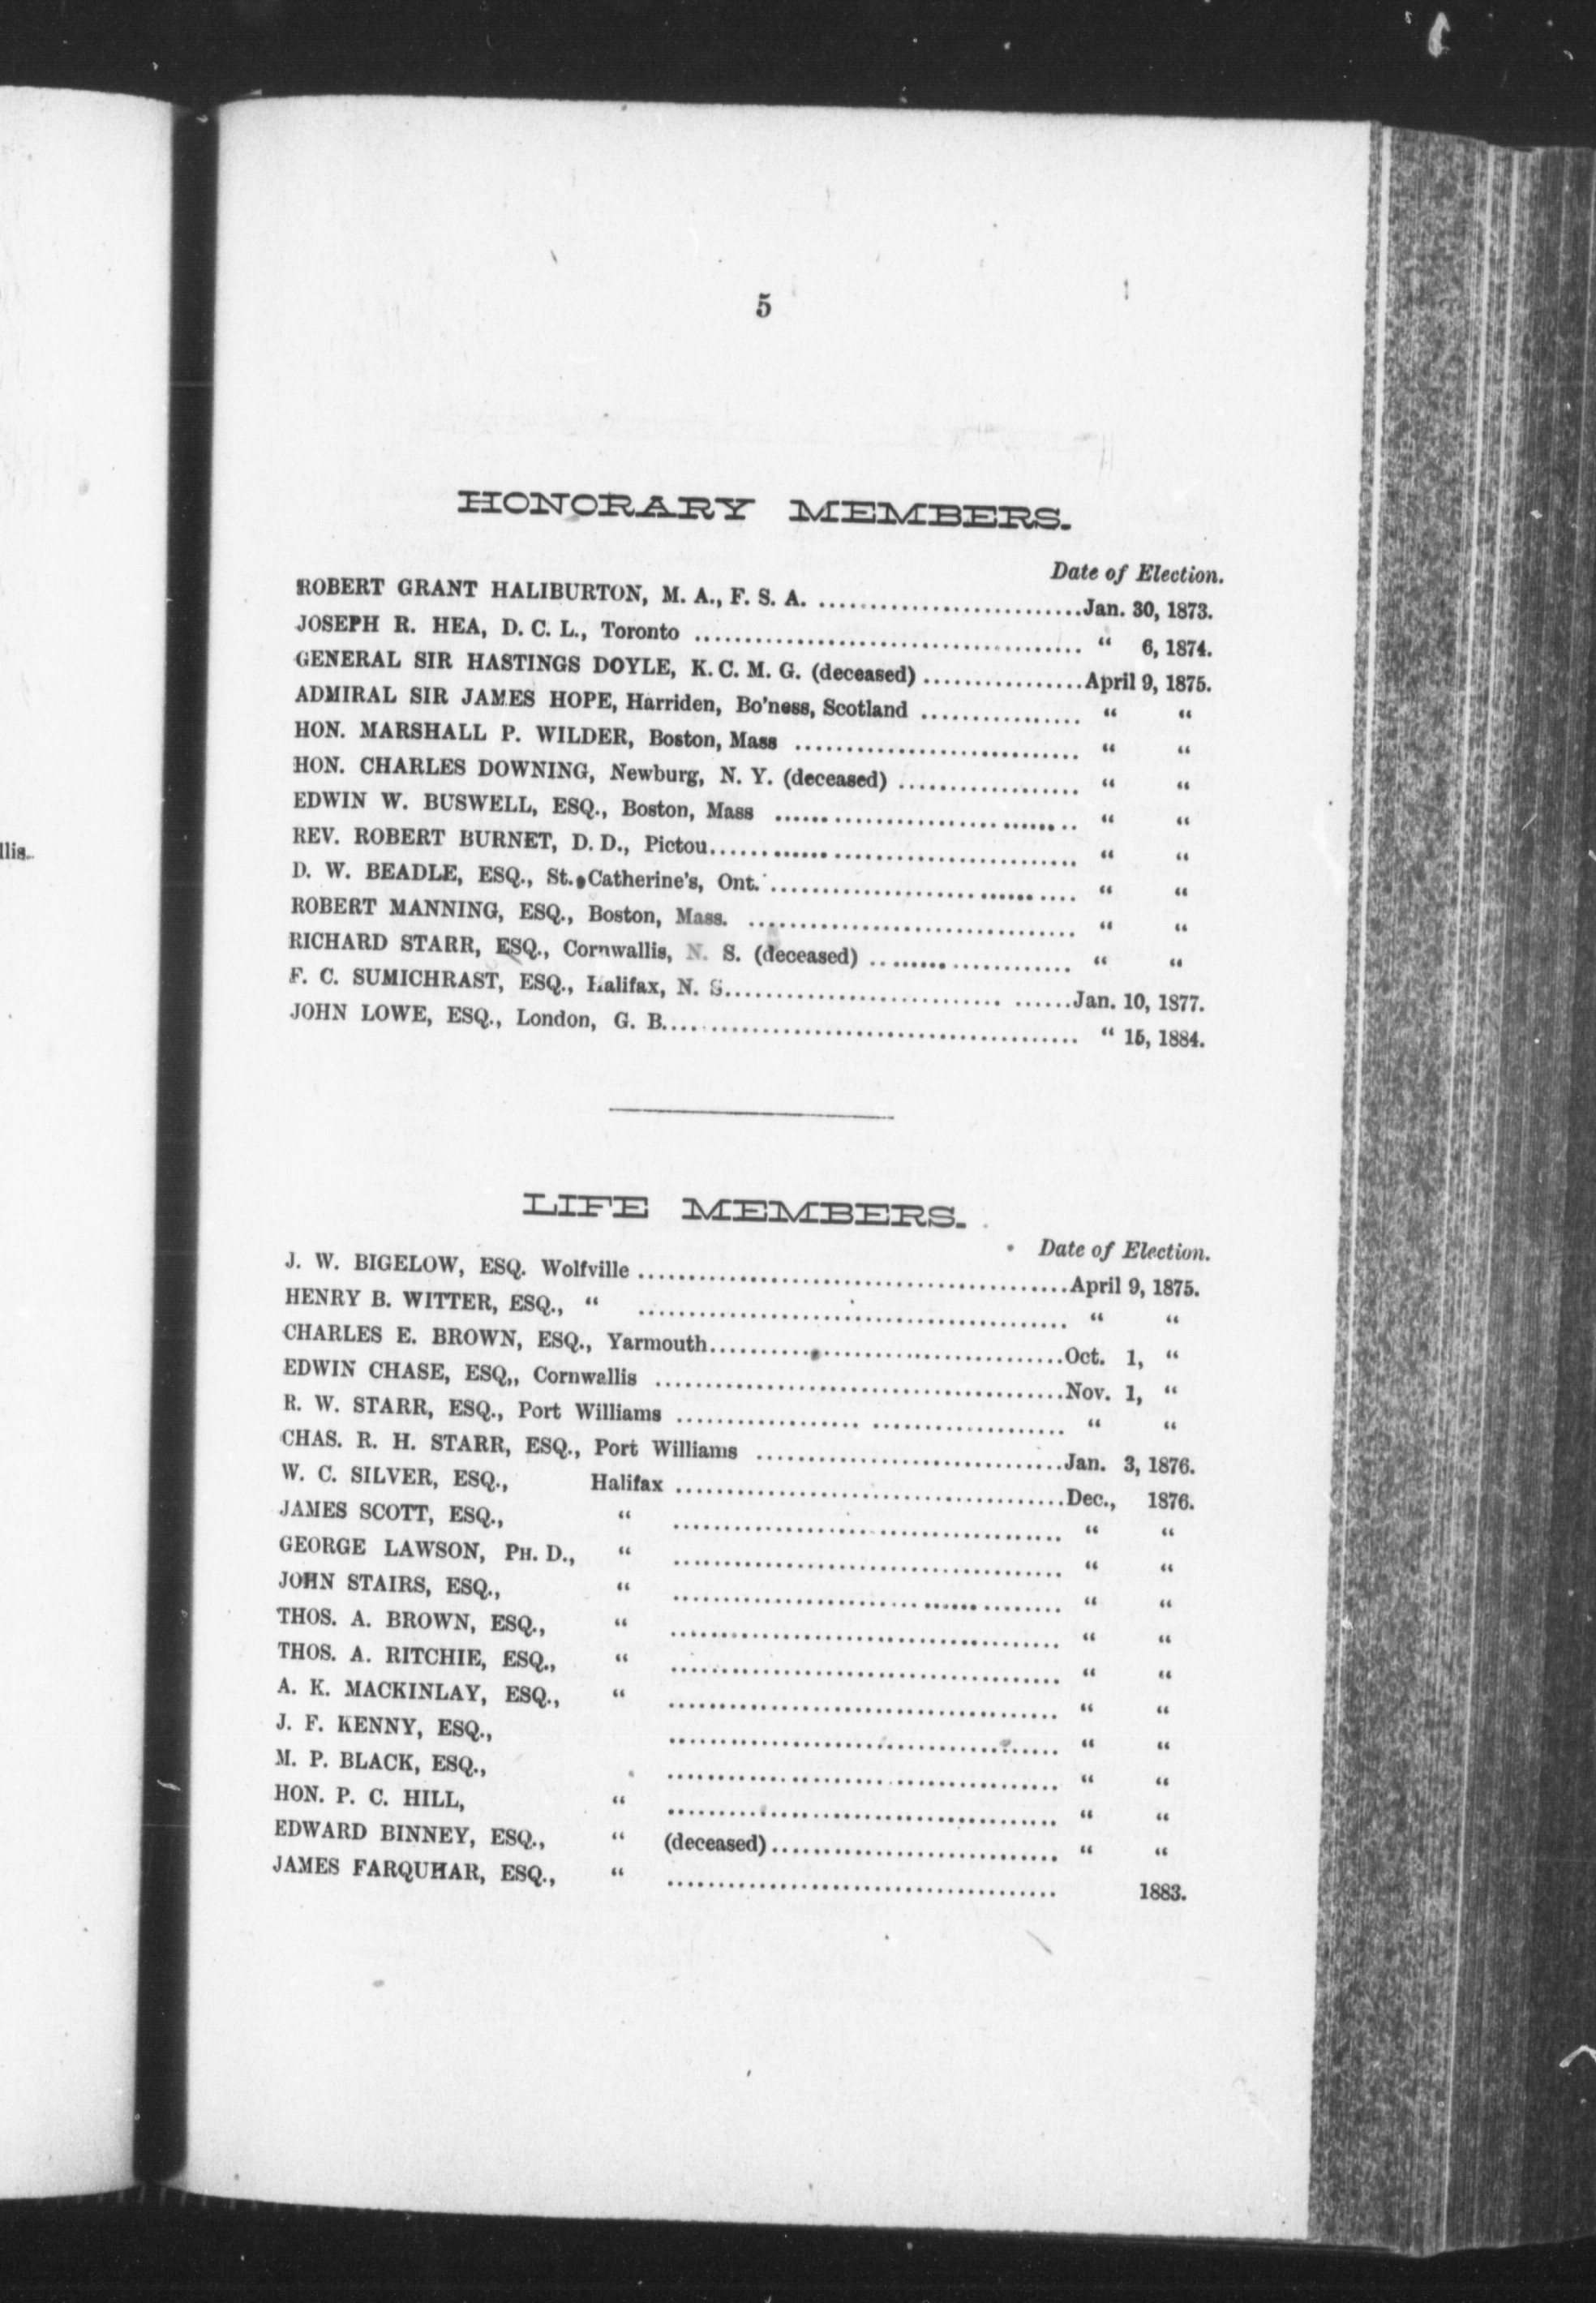 5
HONORARY MEMBERS.
Date of Election.
ROBERT GRANT HALIBURTON, M. A., F. S. A. ..........................Jan. 30, 1873.
JOSEPH R. HEA, D. C. L., Toronto ...................................... “ 6, 1874.
GENERAL SIR HASTINGS DOYLE, K. C. M. G. (deceased) ................April 9, 1875.
ADMIRAL SIR JAMES HOPE, Harriden, Bo'ness, Scotland ................ “ “
HON. MARSHALL P. WILDER, Boston, Mass ............................ “ “
HON. CHARLES DOWNING, Newburg, N. Y. (deceased) .................. “ “
EDWIN W. BUSWELL, ESQ., Boston, Mass .............................. “ “
REV. ROBERT BURNET, D. D., Pictou.................................... “ “
D. W. BEADLE, ESQ., St. Catherine's, Ont. .............................. “ “
ROBERT MANNING, ESQ., Boston, Mass. ................................ “ “
RICHARD STARR, ESQ., Cornwallis, N. S. (deceased) .................... “ “
F. C. SUMICHRAST, ESQ., Halifax, N. S.................................Jan. 10, 1877.
JOHN LOWE, ESQ., London, G. B......................................... “ 15, 1884.
LIFE MEMBERS.
Date of Election.
J. W. BIGELOW, ESQ. Wolfville ...........................................April 9, 1875.
HENRY B. WITTER, ESQ., “ .......................................... “ “
CHARLES E. BROWN, ESQ., Yarmouth...................................Oct. 1, “
EDWIN CHASE, ESQ,, Cornwallis ........................................Nov. 1, “
R. W. STARR, ESQ., Port Williams ...................................... “ “
CHAS. R. H. STARR, ESQ., Port Williams ..............................Jan. 3, 1876.
W. C. SILVER, ESQ., Halifax ......................................Dec., 1876.
JAMES SCOTT, ESQ., “ ...................................... “ “
GEORGE LAWSON, PH. D., “ ...................................... “ “
JOHN STAIRS, ESQ., “ ...................................... “ “
THOS. A. BROWN, ESQ., “ ...................................... “ “
THOS. A. RITCHIE, ESQ., “ ...................................... “ “
A. K. MACKINLAY, ESQ., “ ...................................... “ “
J. F. KENNY, ESQ., ...................................... “ “
M. P. BLACK, ESQ., ...................................... “ “
HON. P. C. HILL, “ ...................................... “ “
EDWARD BINNEY, ESQ., “ (deceased)............................ “ “
JAMES FARQUHAR, ESQ., “ ...................................... 1883.
llis.